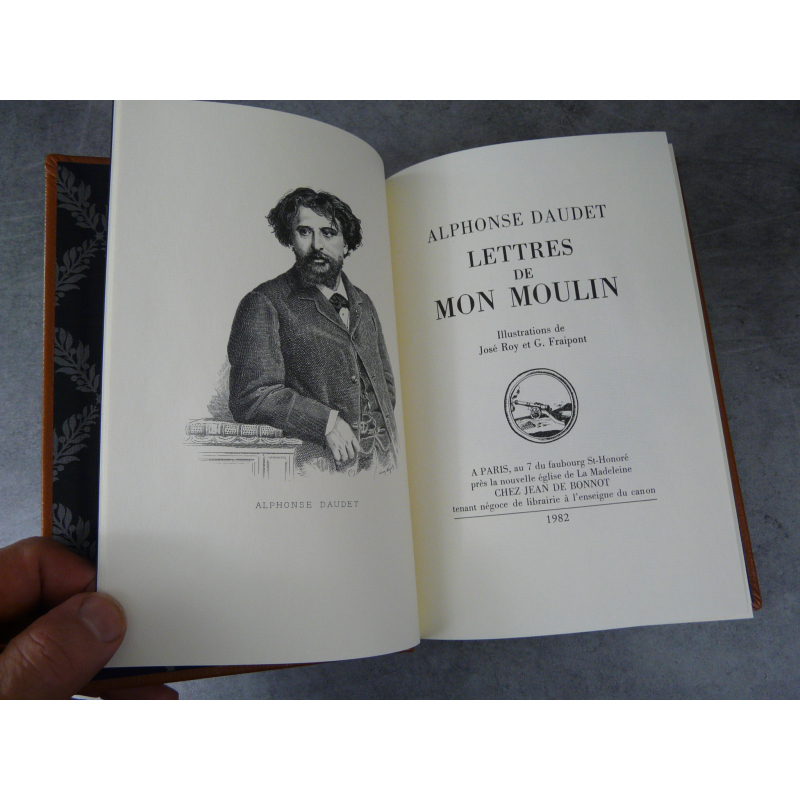 ALPHONSE DAUDET
ALPHONSE DAUDET
LETTRES
DE
MON MOULIN
Illustrations de
José Roy et G. Fraipont
A PARIS, au 7 du faubourg St-Honoré
près la nouvelle église de La Madeleine
CHEZ JEAN DE BONNOT
tenant négoce de librairie à l'enseigne du canon
1982